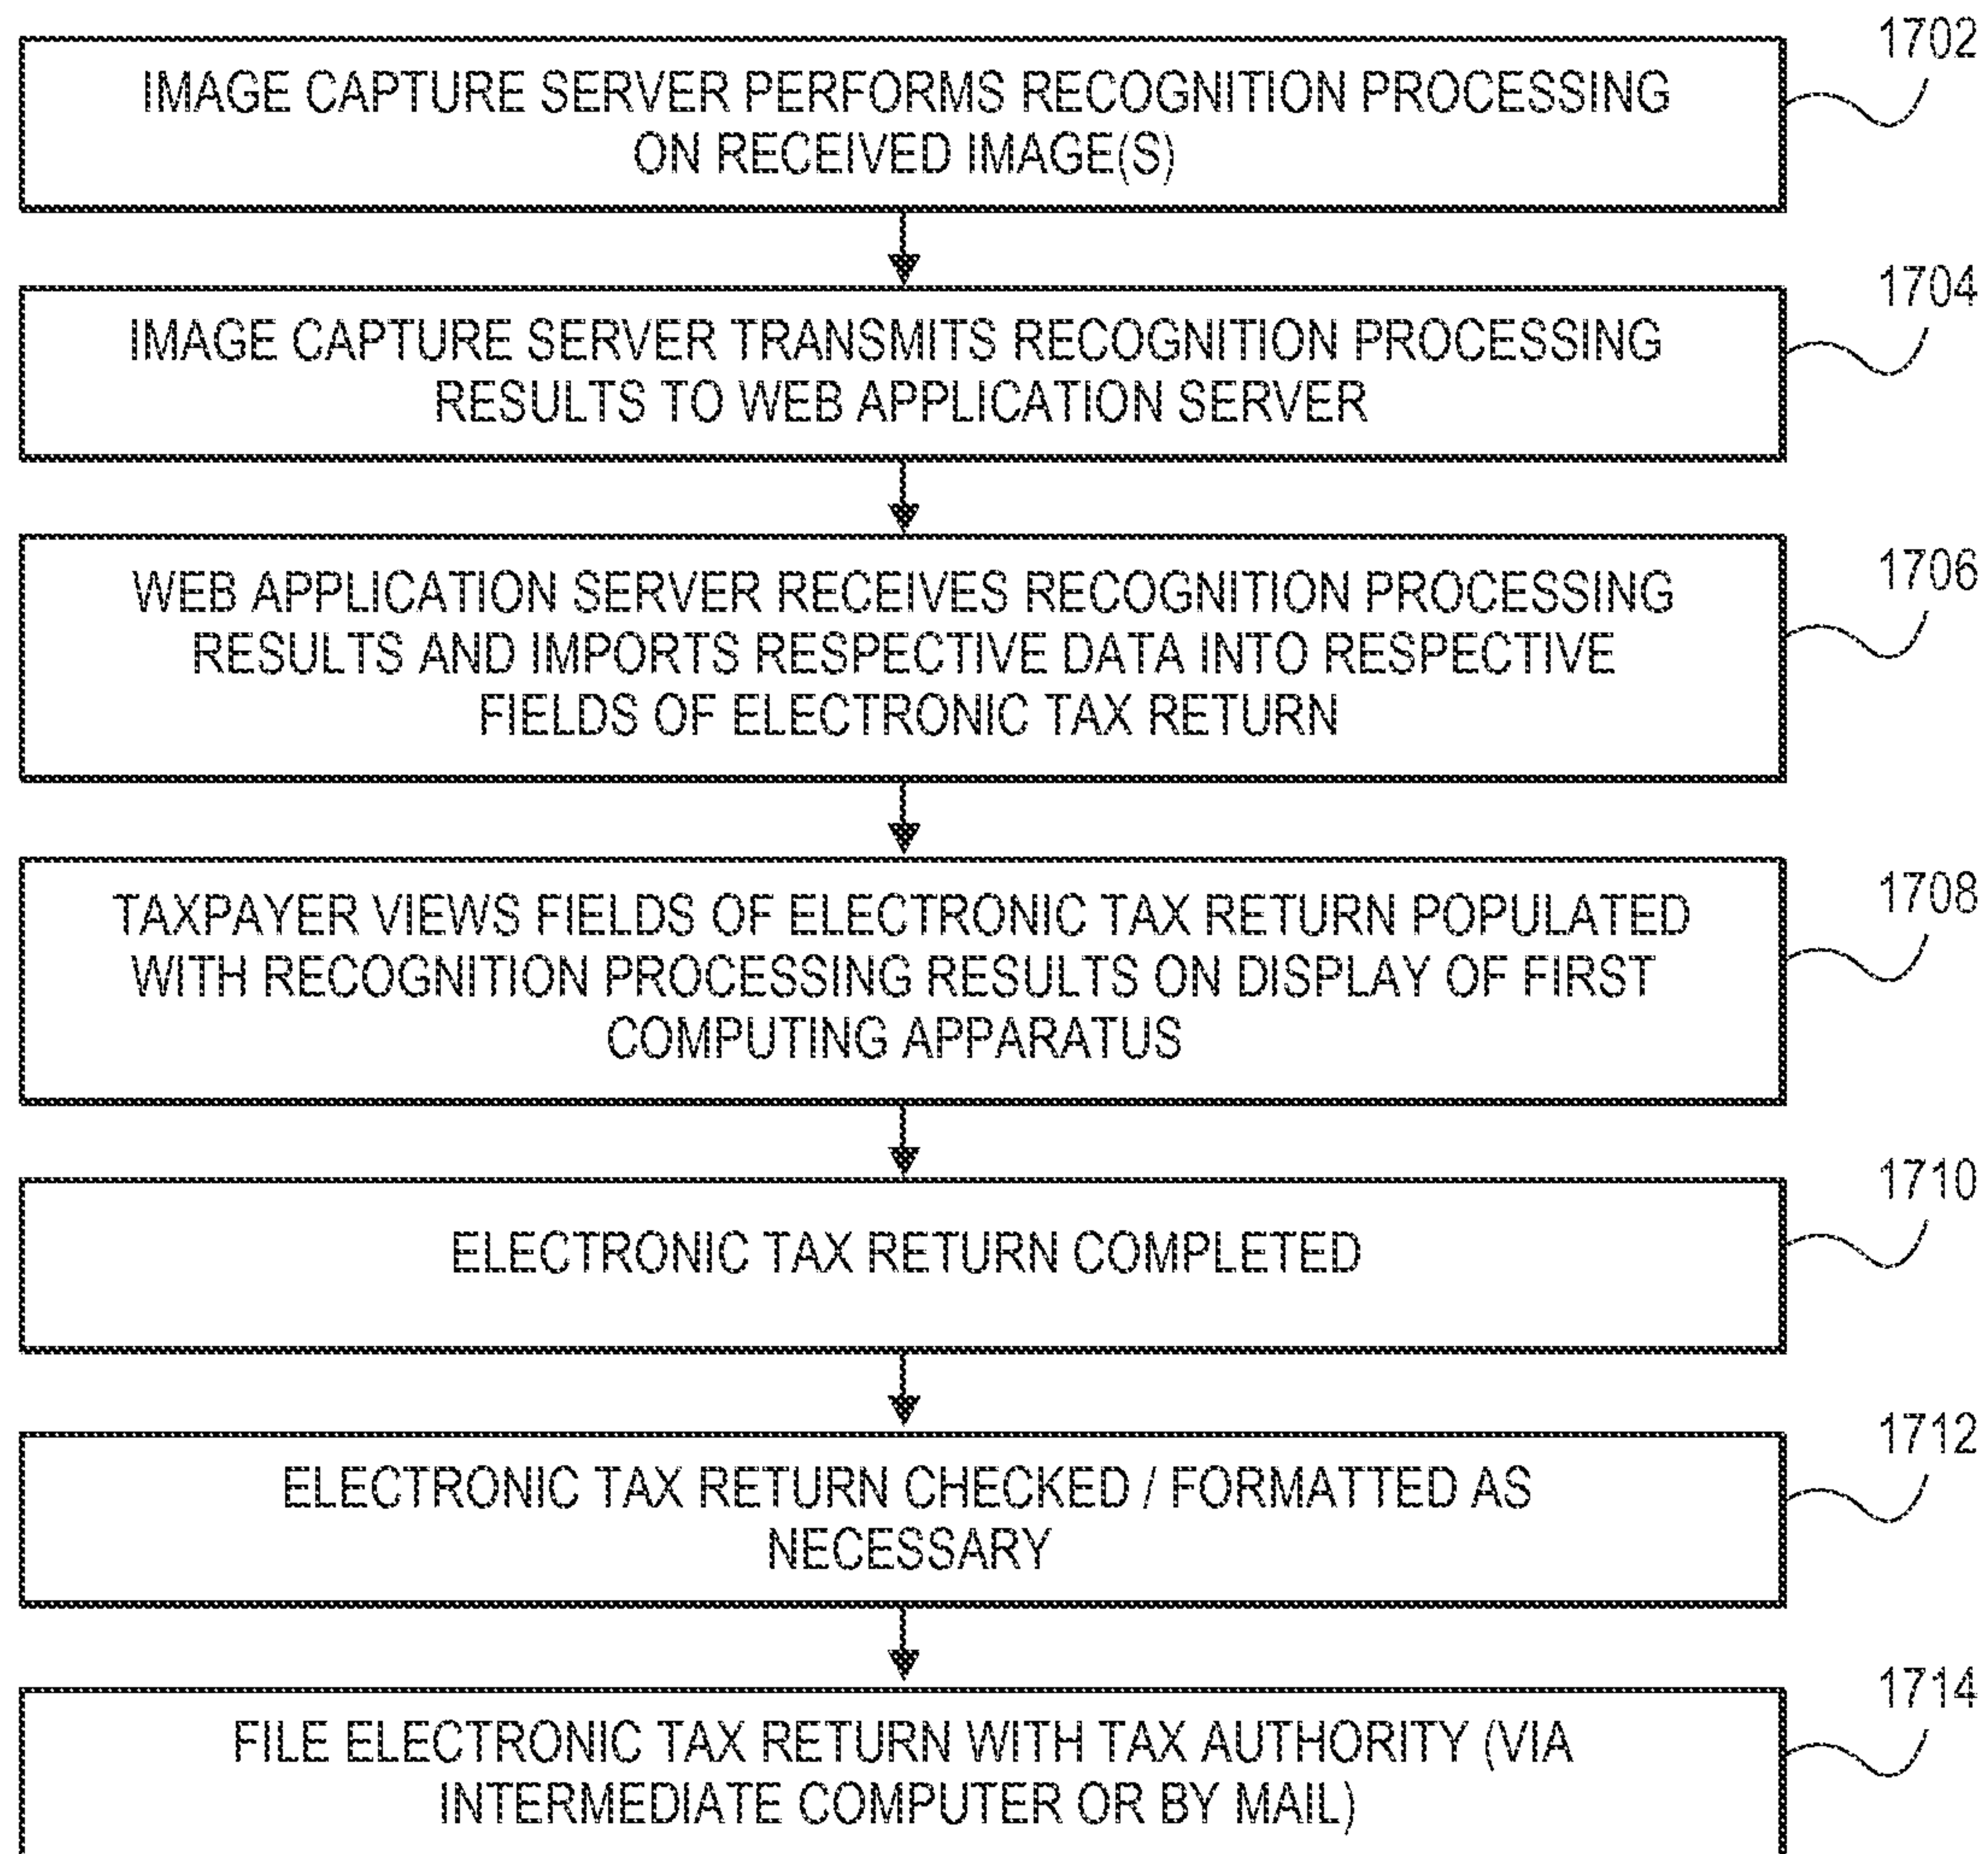 1702
IMAGE CAPTURE SERVER PERFORMS RECOGNITION PROCESSING
ON RECEIVED IMAGE(S)
1704
IMAGE CAPTURE SERVER TRANSMITS RECOGNITION PROCESSING
RESULTS TO WEB APPLICATION SERVER
1706
WEB APPLICATION SERVER RECEIVES RECOGNITION PROCESSING
RESULTS AND IMPORTS RESPECTIVE DATA INTO RESPECTIVE
FIELDS OF ELECTRONIC TAX RETURN
1708
TAXPAYER VIEWS FIELDS OF ELECTRONIC TAX RETURN POPULATED
WITH RECOGNITION PROCESSING RESULTS ON DISPLAY OF FIRST
COMPUTING APPARATUS
1710
ELECTRONIC TAX RETURN COMPLETED
1712
ELECTRONIC TAX RETURN CHECKED / FORMATTED AS
NECESSARY
1714
FILE ELECTRONIC TAX RETURN WITH TAX AUTHORITY (VIA
INTERMEDIATE COMPUTER OR BY MAIL)